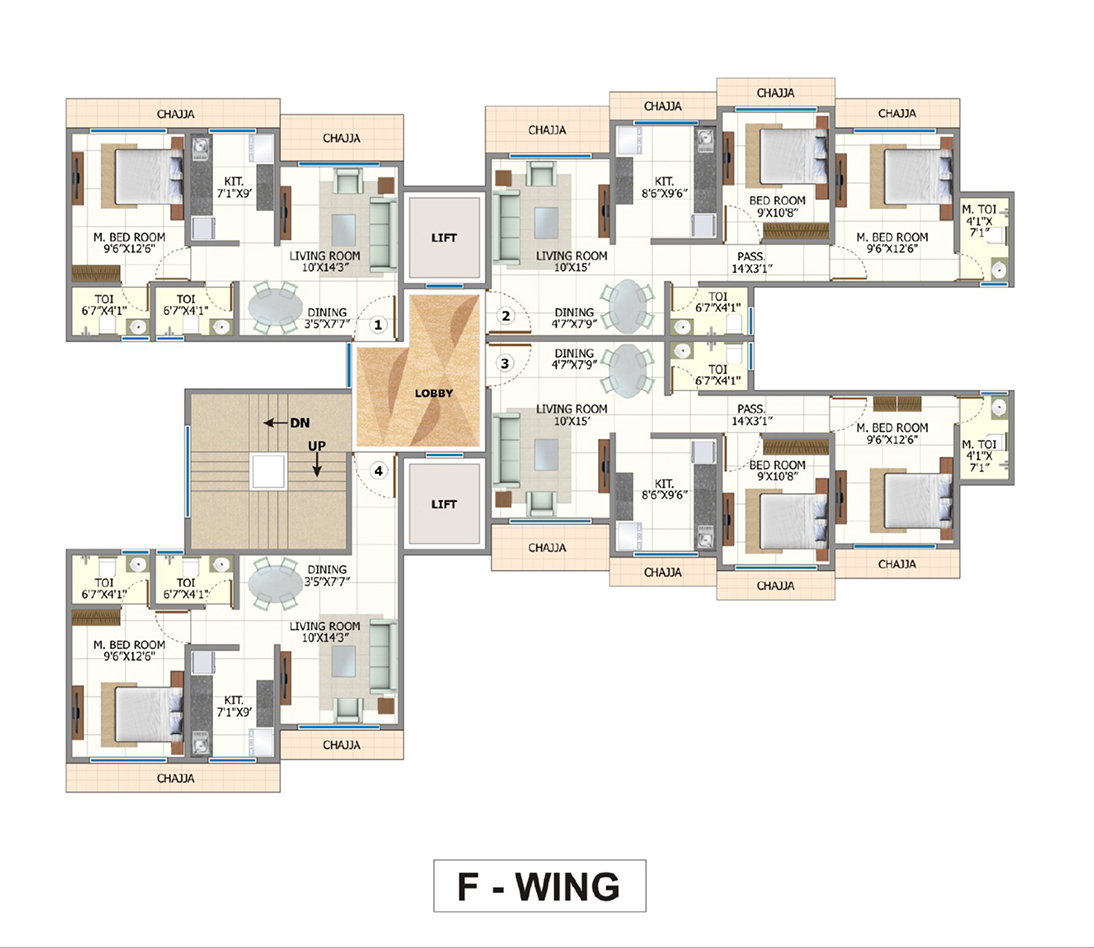 CHAJJA
CHAJJA
M. BED ROOM
9'6"X12'6"
KIT.
7'1"X9'
LIVING ROOM
10'X14'3"
TOI
6'7"X4'1"
TOI
6'7"X4'1"
DINING
3'5"X7'7"
1
LIFT
CHAJJA
CHAJJA
CHAJJA
CHAJJA
LIVING ROOM
10'X15'
KIT.
8'6"X9'6"
BED ROOM
9'X10'8"
M. BED ROOM
9'6"X12'6"
M. TOI
4'1"X
7'1"
PASS.
14'X3'1"
2
DINING
4'7"X7'9"
TOI
6'7"X4'1"
LOBBY
3
DINING
4'7"X7'9"
TOI
6'7"X4'1"
LIVING ROOM
10'X15'
PASS.
14'X3'1"
M. BED ROOM
9'6"X12'6"
M. TOI
4'1"X
7'1"
KIT.
8'6"X9'6"
BED ROOM
9'X10'8"
CHAJJA
CHAJJA
CHAJJA
CHAJJA
DN
UP
4
LIFT
TOI
6'7"X4'1"
TOI
6'7"X4'1"
DINING
3'5"X7'7"
M. BED ROOM
9'6"X12'6"
LIVING ROOM
10'X14'3"
KIT.
7'1"X9'
CHAJJA
CHAJJA
F - WING